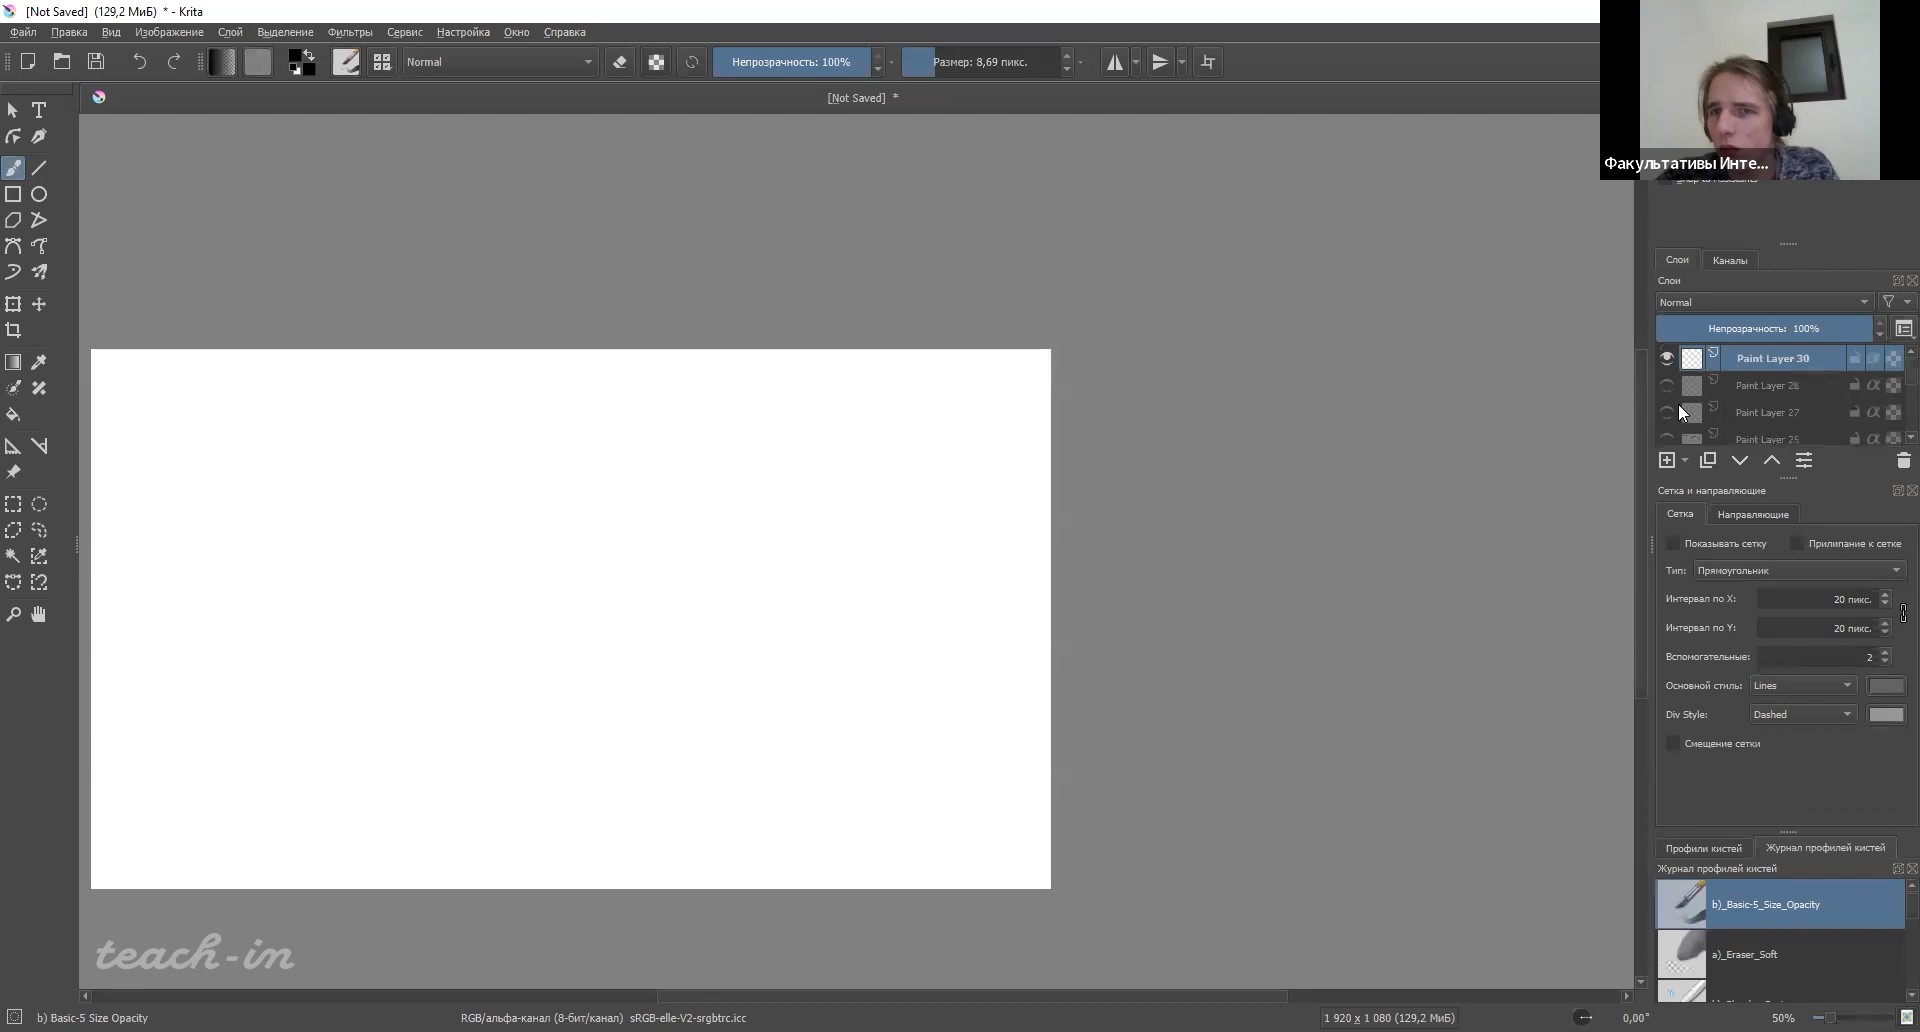 [Not Saved] (129,2 МиБ) * - Krita
Файл Правка Вид Изображение Слой Выделение Фильтры Сервис Настройка Окно Справка
Normal Непрозрачность: 100% Размер: 8,69 пикс.
[Not Saved] *
Факультативы Инте...
Слои Каналы
Слои
Normal
Непрозрачность: 100%
Paint Layer 30
Paint Layer 28
Paint Layer 27
Paint Layer 25
Сетка и направляющие
Сетка Направляющие
Показывать сетку Прилипание к сетке
Тип: Прямоугольник
Интервал по X: 20 пикс.
Интервал по Y: 20 пикс.
Вспомогательные: 2
Основной стиль: Lines
Div Style: Dashed
Смещение сетки
Профили кистей Журнал профилей кистей
Журнал профилей кистей
b)_Basic-5_Size_Opacity
a)_Eraser_Soft
teach-in
b) Basic-5 Size Opacity RGB/альфа-канал (8-бит/канал) sRGB-elle-V2-srgbtrc.icc 1 920 x 1 080 (129,2 МиБ) 0,00° 50%